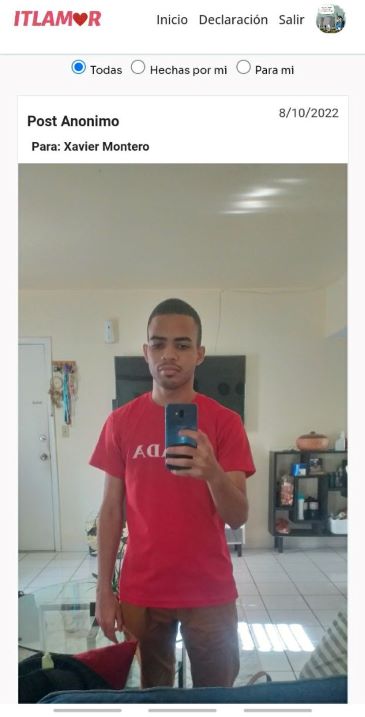 ITLAMOR Inicio Declaración Salir
Todas Hechas por mi Para mi
8/10/2022
Post Anonimo
Para: Xavier Montero
ADA